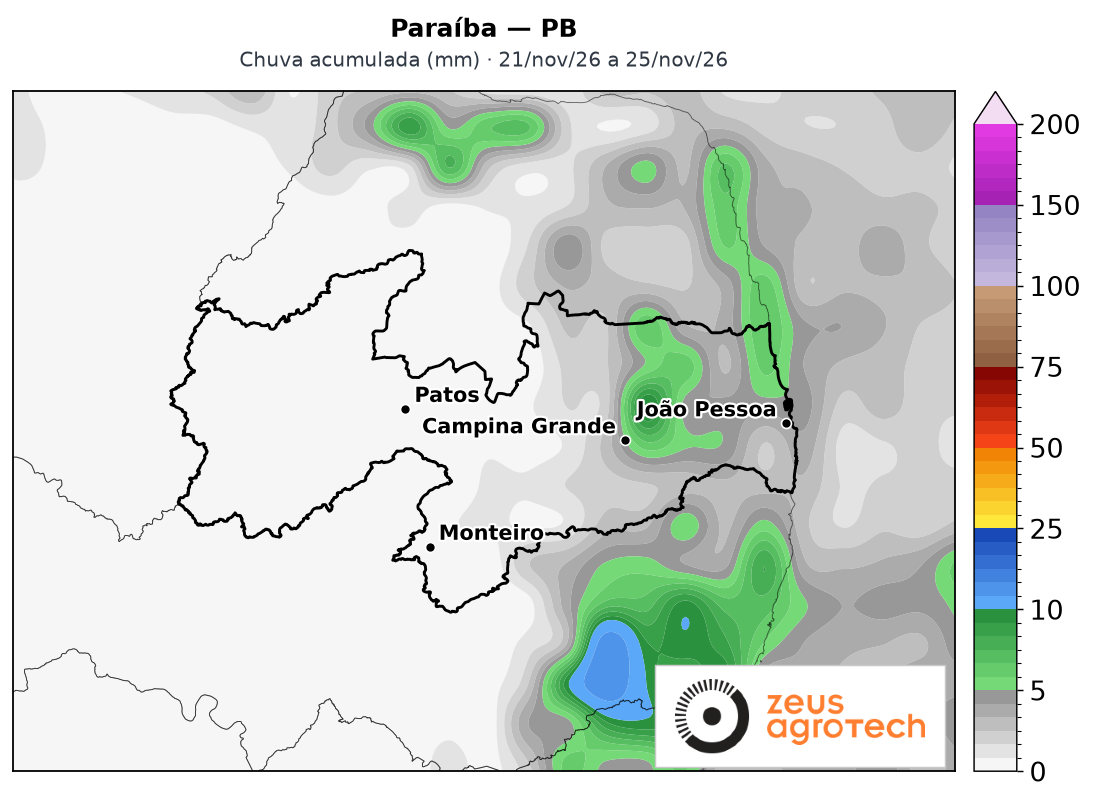 Paraíba — PB
Chuva acumulada (mm) · 21/nov/26 a 25/nov/26
200
150
100
75
50
25
10
5
0
Patos
Campina Grande
João Pessoa
Monteiro
zeus
agrotech